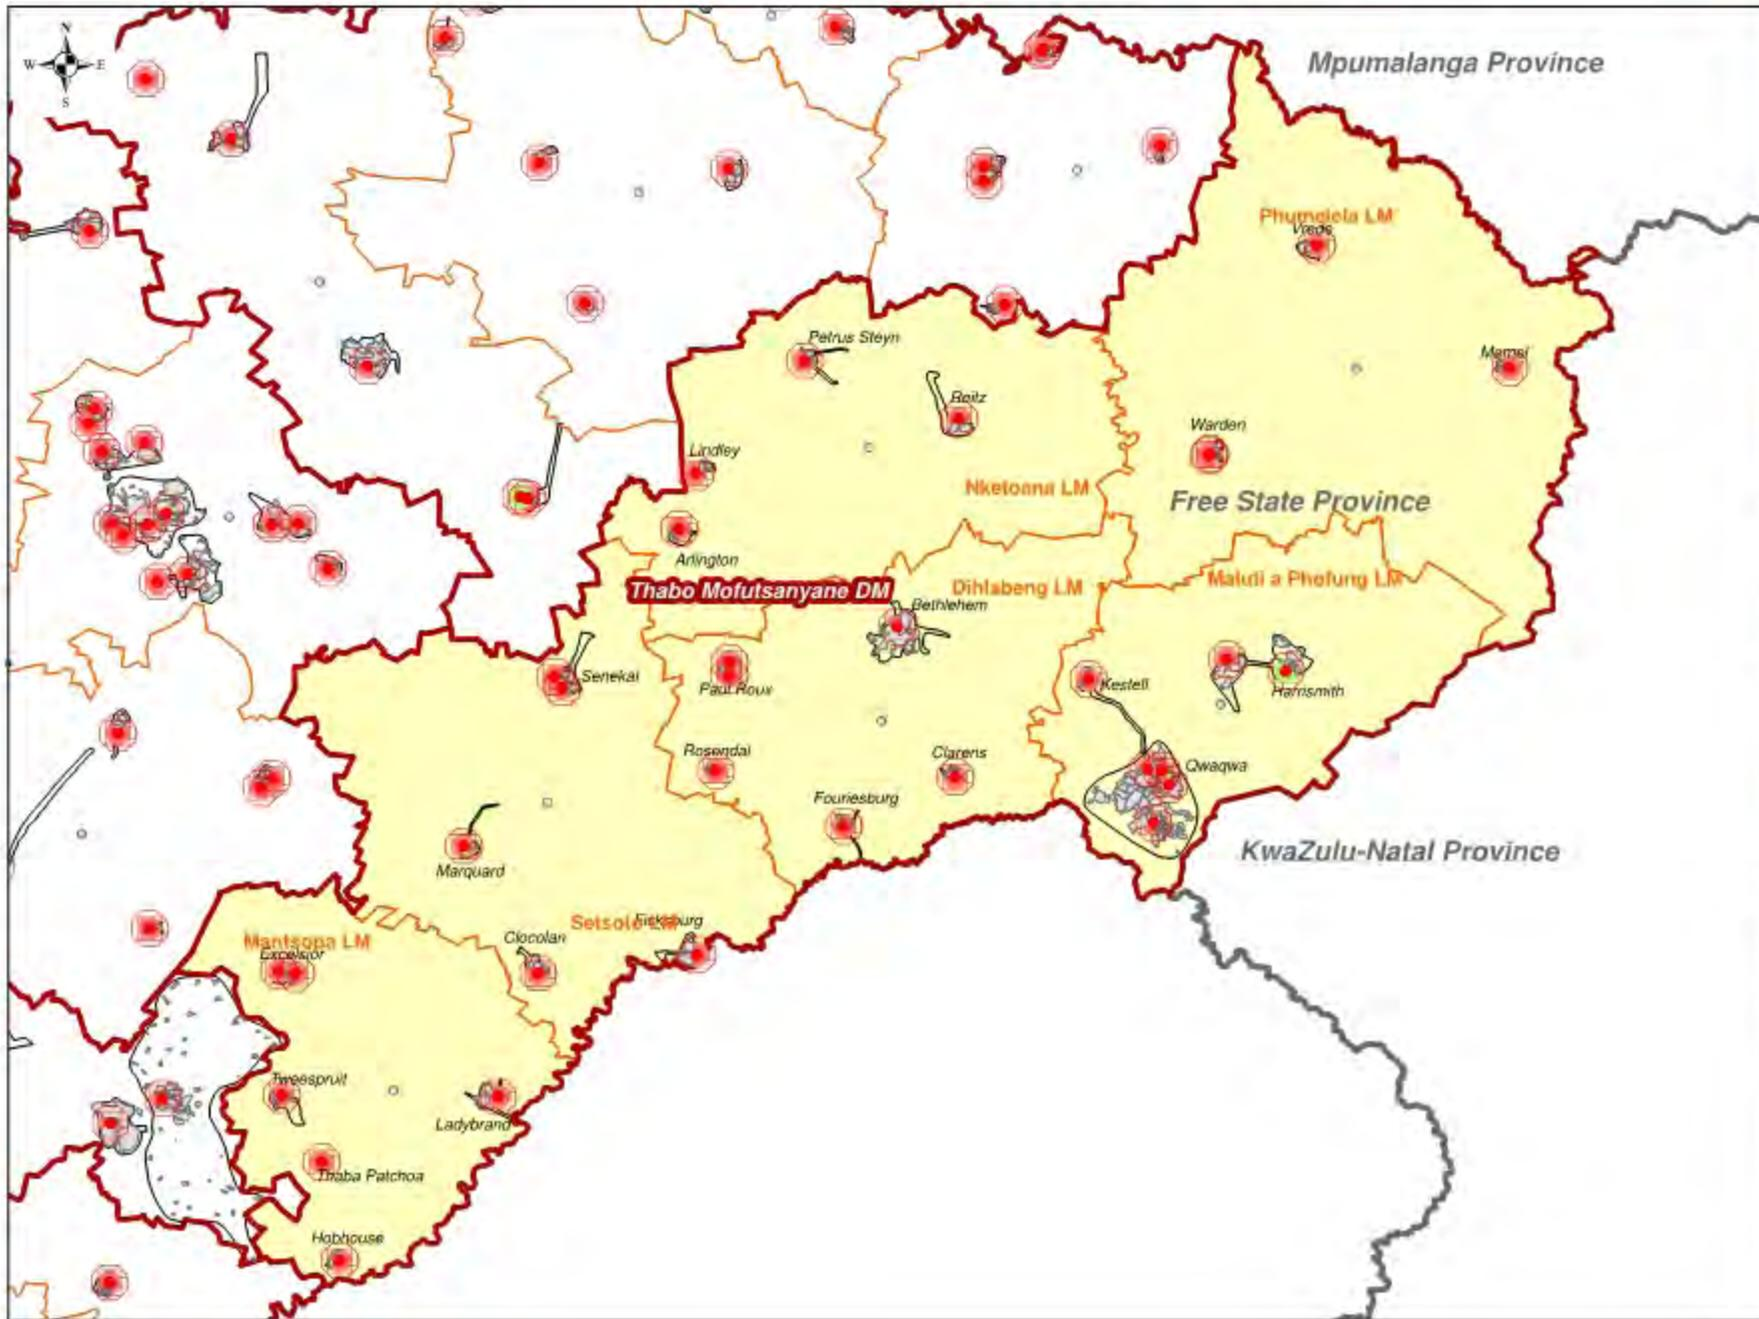 N
W E
S
Mpumalanga Province
Phumelela LM
Vrede
Petrus Steyn
Memel
Reitz
Warden
Lindley
Nketoana LM
Free State Province
Arlington
Maluti a Phofung LM
Thabo Mofutsanyane DM
Dihlabeng LM
Bethlehem
Senekal
Paul Roux
Kestell
Harrismith
Rosendal
Clarens
Qwaqwa
Fouriesburg
KwaZulu-Natal Province
Marquard
Setsoto LM
Ficksburg
Clocolan
Mantsopa LM
Excelsior
Tweespruit
Ladybrand
Thaba Patchoa
Hobhouse